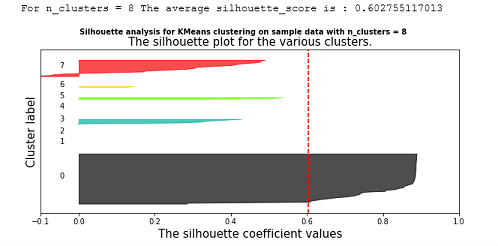 For n_clusters = 8 The average silhouette_score is : 0.602755117013
Silhouette analysis for KMeans clustering on sample data with n_clusters = 8
The silhouette plot for the various clusters.
Cluster label
7
6
5
4
3
2
1
0
−0.1 0.0 0.2 0.4 0.6 0.8 1.0
The silhouette coefficient values